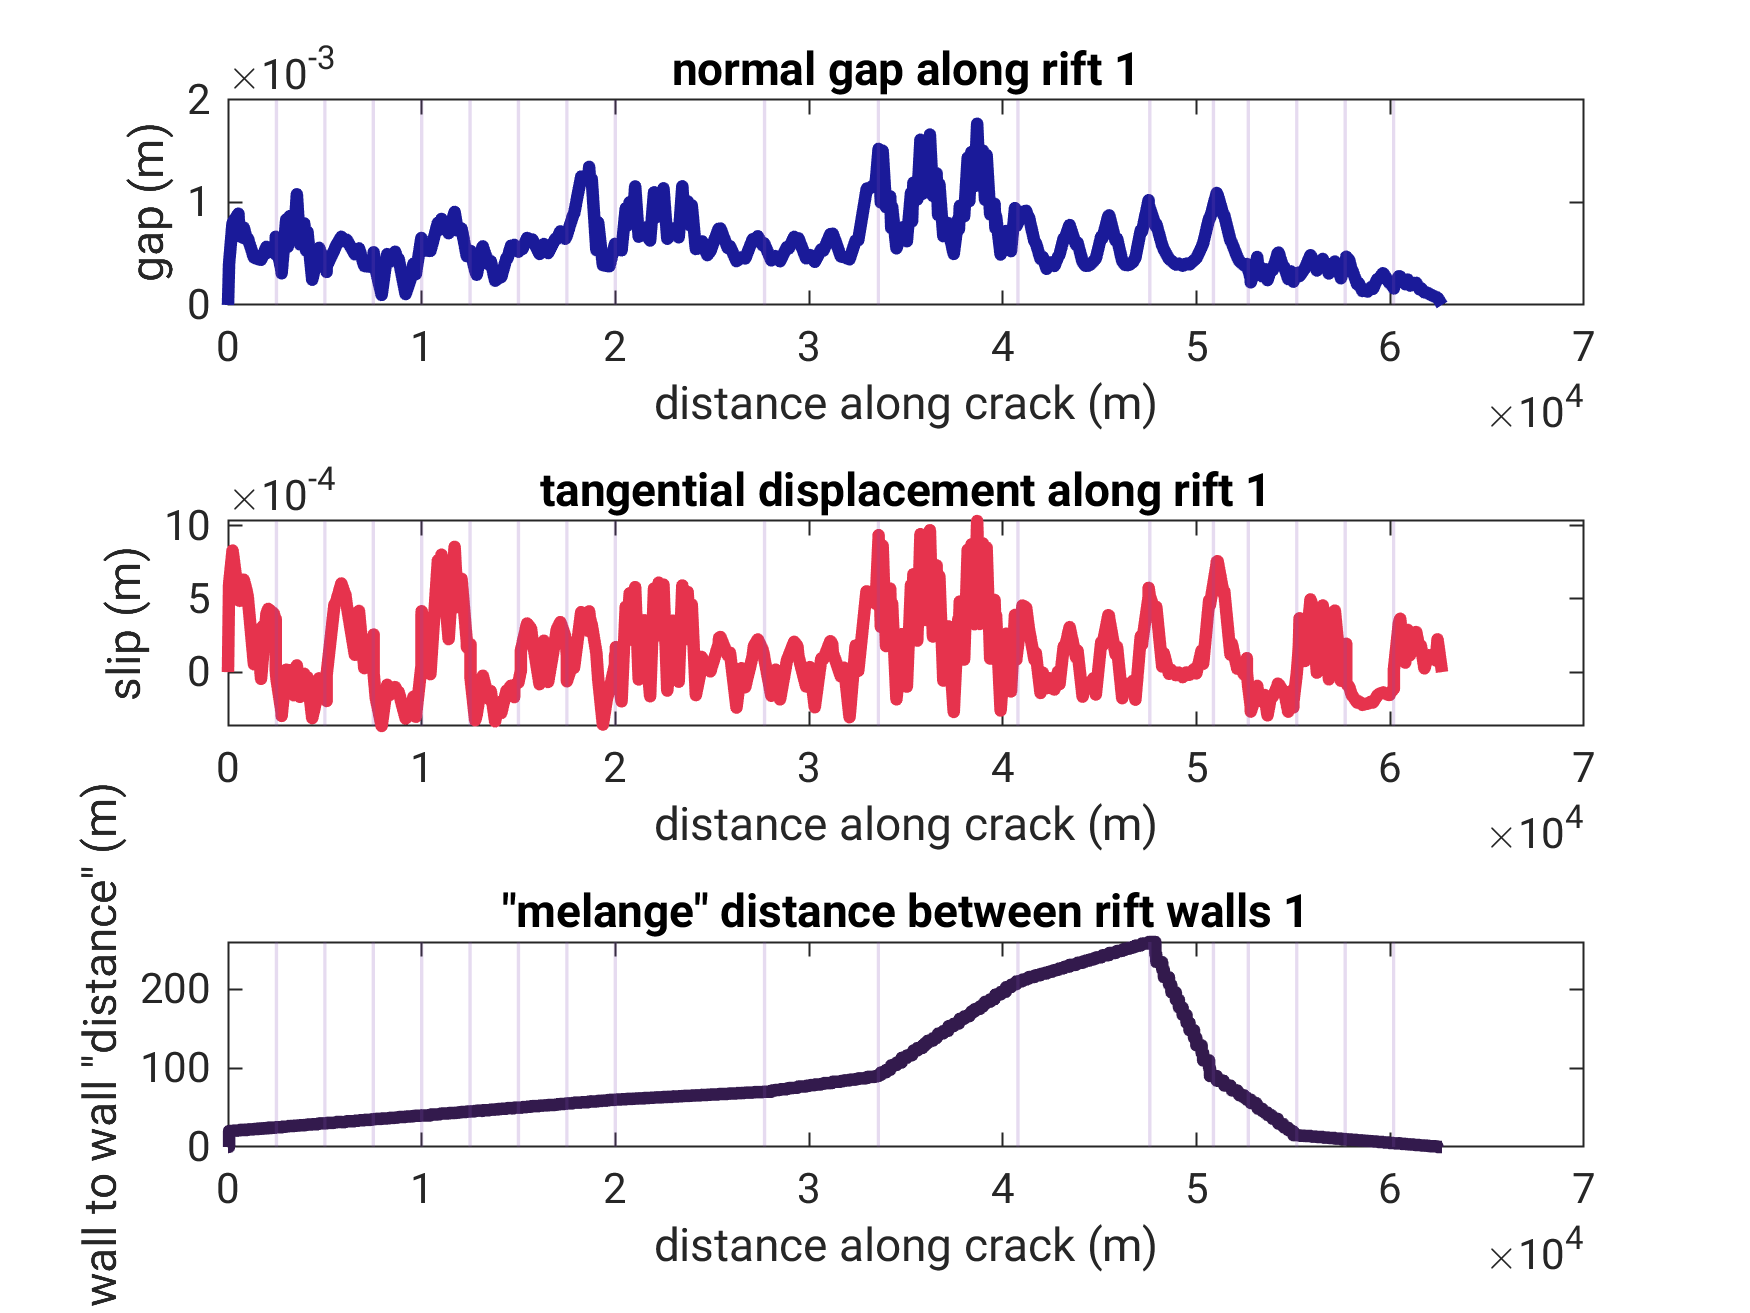 ×10-3
normal gap along rift 1
gap (m)
2
1
0
0 1 2 3 4 5 6 7
distance along crack (m)
×104
×10-4
tangential displacement along rift 1
slip (m)
10
5
0
0 1 2 3 4 5 6 7
distance along crack (m)
×104
"melange" distance between rift walls 1
wall to wall "distance" (m)
200
100
0
0 1 2 3 4 5 6 7
distance along crack (m)
×104